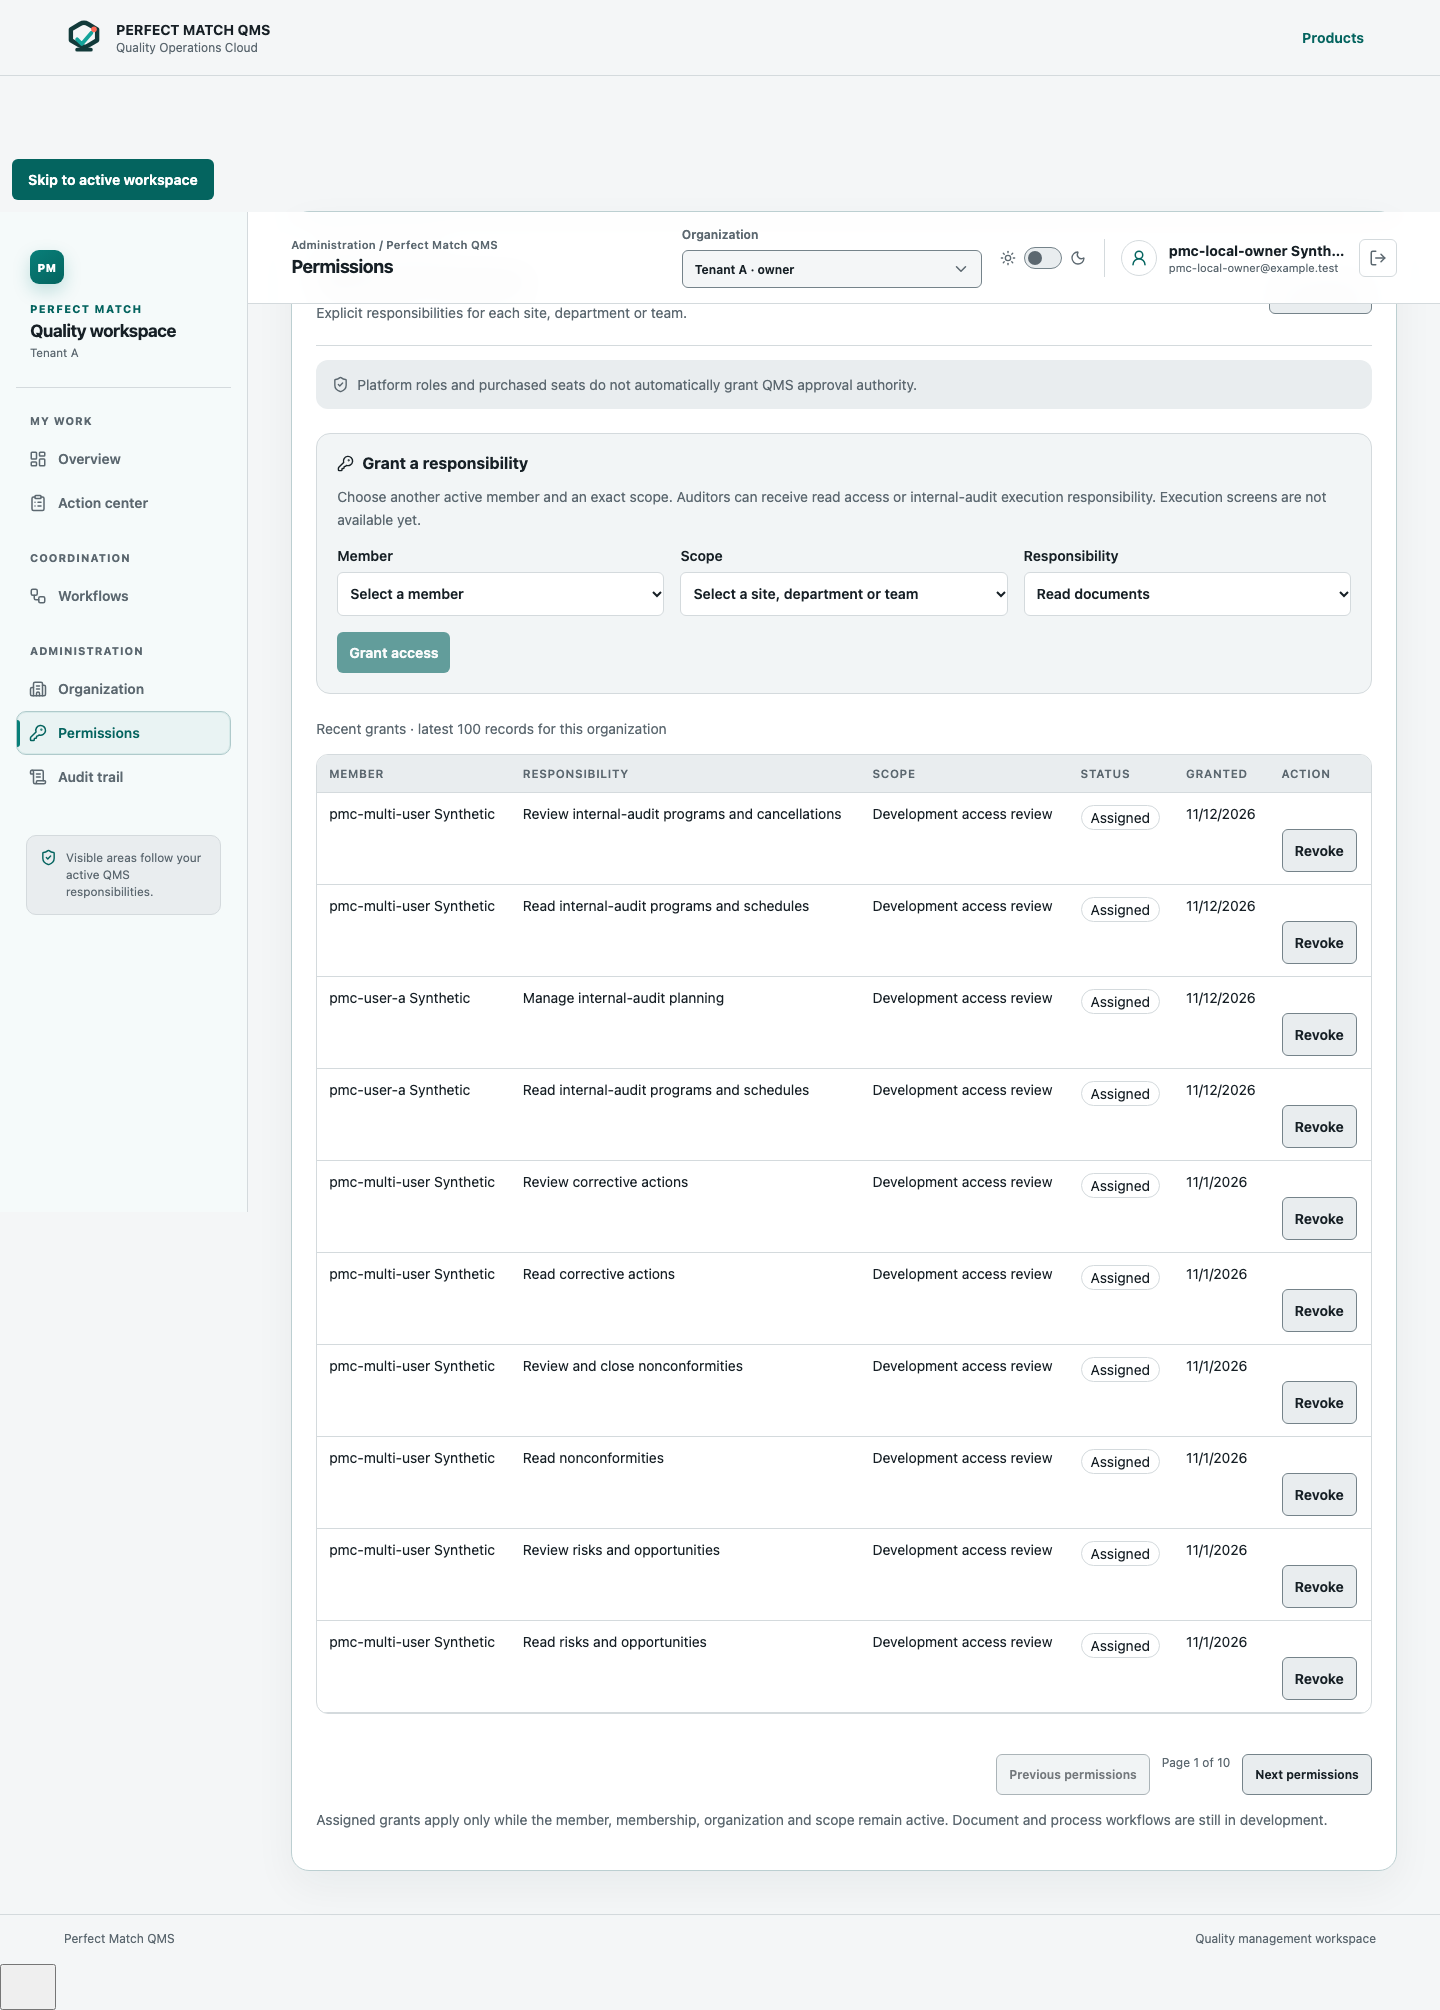 PERFECT MATCH QMS
Quality Operations Cloud
Products
Skip to active workspace
PM
PERFECT MATCH
Quality workspace
Tenant A
MY WORK
Overview
Action center
COORDINATION
Workflows
ADMINISTRATION
Organization
Permissions
Audit trail
Visible areas follow your
active QMS
responsibilities.
Administration / Perfect Match QMS
Permissions
Organization
Tenant A · owner
pmc-local-owner Synth...
pmc-local-owner@example.test
Explicit responsibilities for each site, department or team.
Platform roles and purchased seats do not automatically grant QMS approval authority.
Grant a responsibility
Choose another active member and an exact scope. Auditors can receive read access or internal-audit execution responsibility. Execution screens are not
available yet.
Member Scope Responsibility
Select a member Select a site, department or team Read documents
Grant access
Recent grants · latest 100 records for this organization
MEMBER RESPONSIBILITY SCOPE STATUS GRANTED ACTION
pmc-multi-user Synthetic Review internal-audit programs and cancellations Development access review Assigned 11/12/2026
Revoke
pmc-multi-user Synthetic Read internal-audit programs and schedules Development access review Assigned 11/12/2026
Revoke
pmc-user-a Synthetic Manage internal-audit planning Development access review Assigned 11/12/2026
Revoke
pmc-user-a Synthetic Read internal-audit programs and schedules Development access review Assigned 11/12/2026
Revoke
pmc-multi-user Synthetic Review corrective actions Development access review Assigned 11/1/2026
Revoke
pmc-multi-user Synthetic Read corrective actions Development access review Assigned 11/1/2026
Revoke
pmc-multi-user Synthetic Review and close nonconformities Development access review Assigned 11/1/2026
Revoke
pmc-multi-user Synthetic Read nonconformities Development access review Assigned 11/1/2026
Revoke
pmc-multi-user Synthetic Review risks and opportunities Development access review Assigned 11/1/2026
Revoke
pmc-multi-user Synthetic Read risks and opportunities Development access review Assigned 11/1/2026
Revoke
Previous permissions Page 1 of 10 Next permissions
Assigned grants apply only while the member, membership, organization and scope remain active. Document and process workflows are still in development.
Perfect Match QMS
Quality management workspace